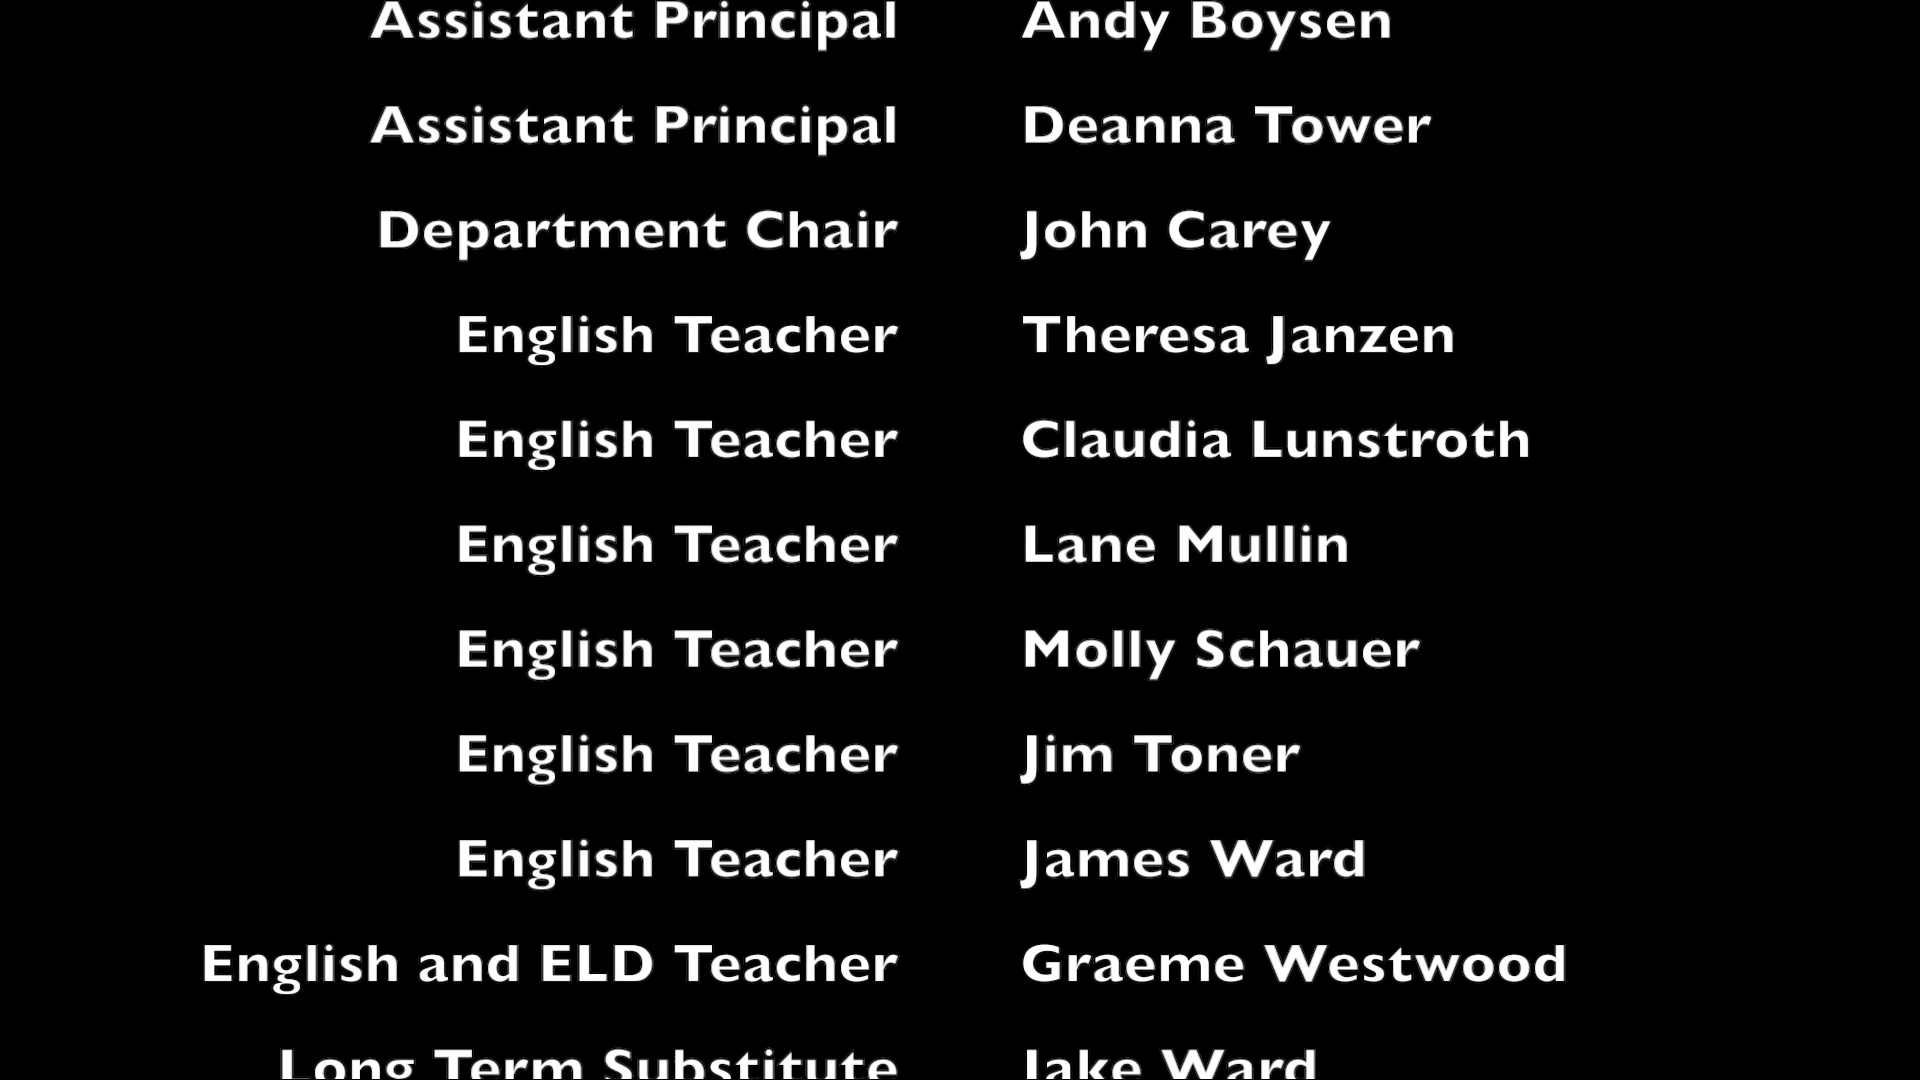 Assistant Principal Andy Boysen
Assistant Principal Deanna Tower
Department Chair John Carey
English Teacher Theresa Janzen
English Teacher Claudia Lunstroth
English Teacher Lane Mullin
English Teacher Molly Schauer
English Teacher Jim Toner
English Teacher James Ward
English and ELD Teacher Graeme Westwood
Long Term Substitute Jake Ward